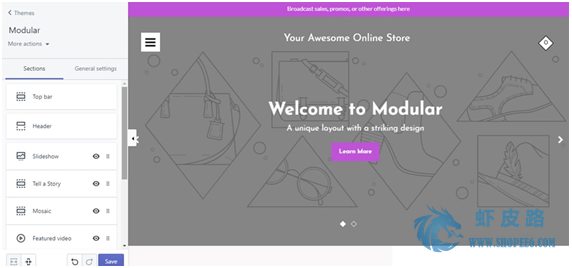 Themes
Modular
More actions
Sections
General settings
Top bar
Header
Slideshow
Tell a Story
Mosaic
Featured video
Save
Broadcast sales, promos, or other offerings here
Your Awesome Online Store
0
Welcome to Modular
A unique layout with a striking design
Learn More
虾皮路
WWW.SHOPEE6.COM